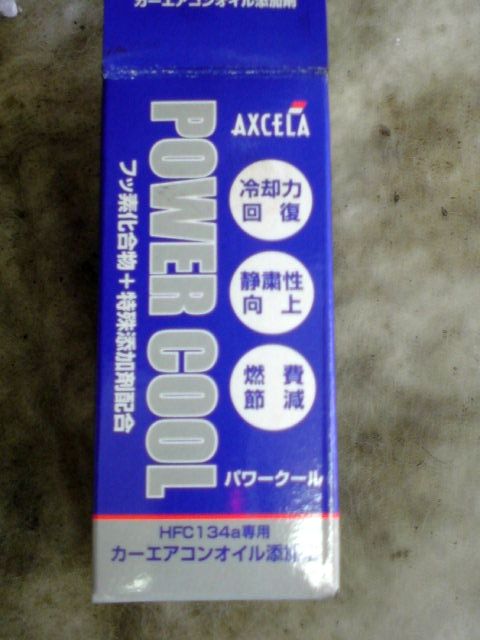 カーエアコンオイル添加剤
AXCELA
POWER COOL
フッ素化合物+特殊添加剤配合
冷却力
回復
静粛性
向上
燃費
節減
パワークール
HFC134a専用
カーエアコンオイル添加